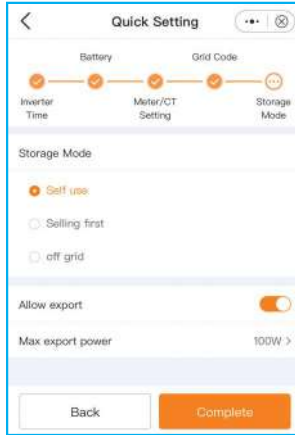 Quick Setting
Battery
Grid Code
Inverter
Time
Meter/CT
Setting
Storage
Mode
Storage Mode
Self use
Selling first
off grid
Allow export
Max export power
100W >
Back
Complete